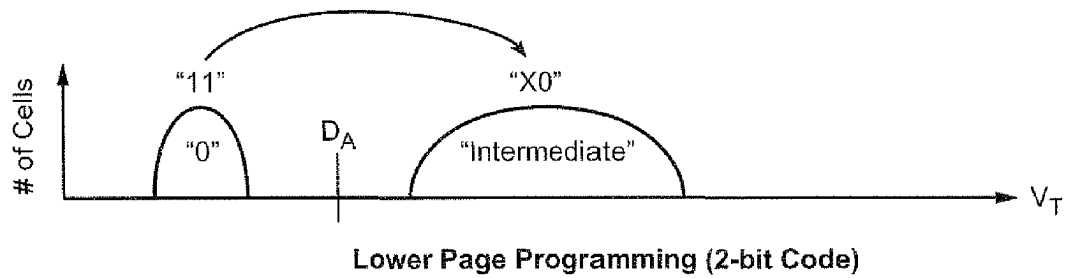 "11"
"X0"
# of Cells
"0"
D_A
"Intermediate"
V_T
Lower Page Programming (2-bit Code)